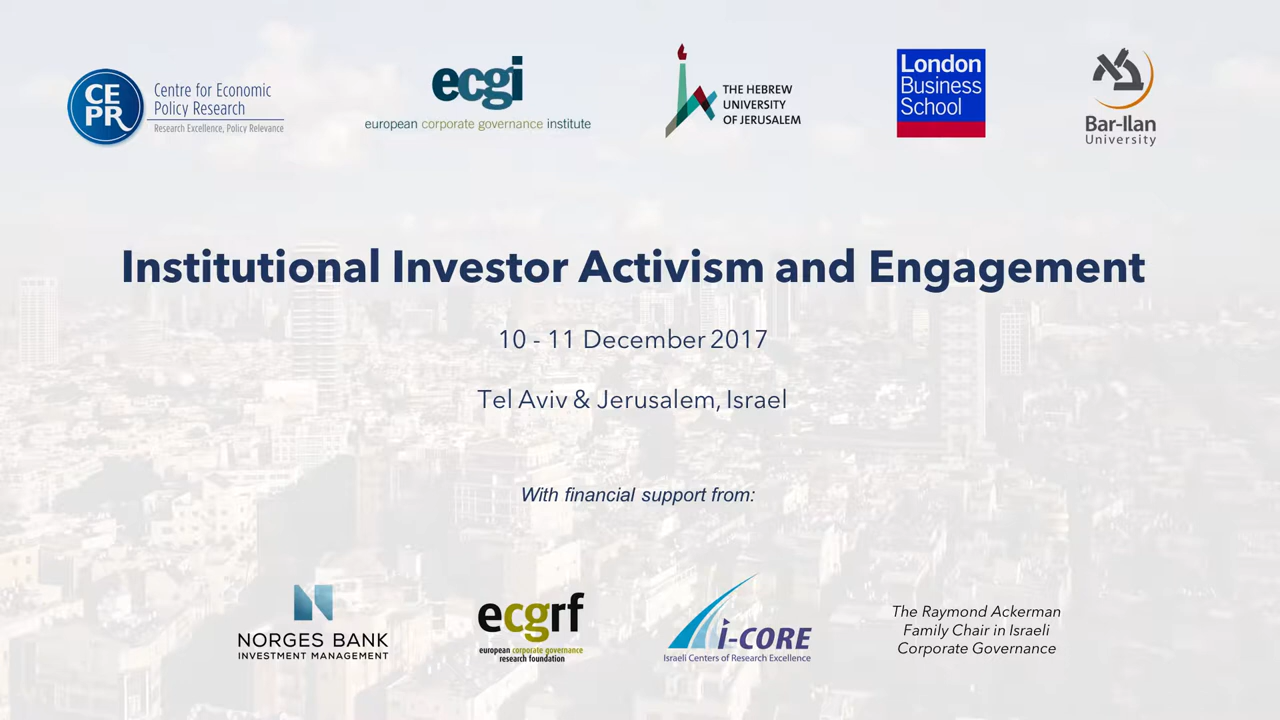 CE
PR
Centre for Economic
Policy Research
Research Excellence, Policy Relevance
ecgi
european corporate governance institute
THE HEBREW
UNIVERSITY
OF JERUSALEM
London
Business
School
Bar-Ilan
University
Institutional Investor Activism and Engagement
10 - 11 December 2017
Tel Aviv & Jerusalem, Israel
With financial support from:
NORGES BANK
INVESTMENT MANAGEMENT
ecgrf
european corporate governance
research foundation
i-CORE
Israeli Centers of Research Excellence
The Raymond Ackerman
Family Chair in Israeli
Corporate Governance